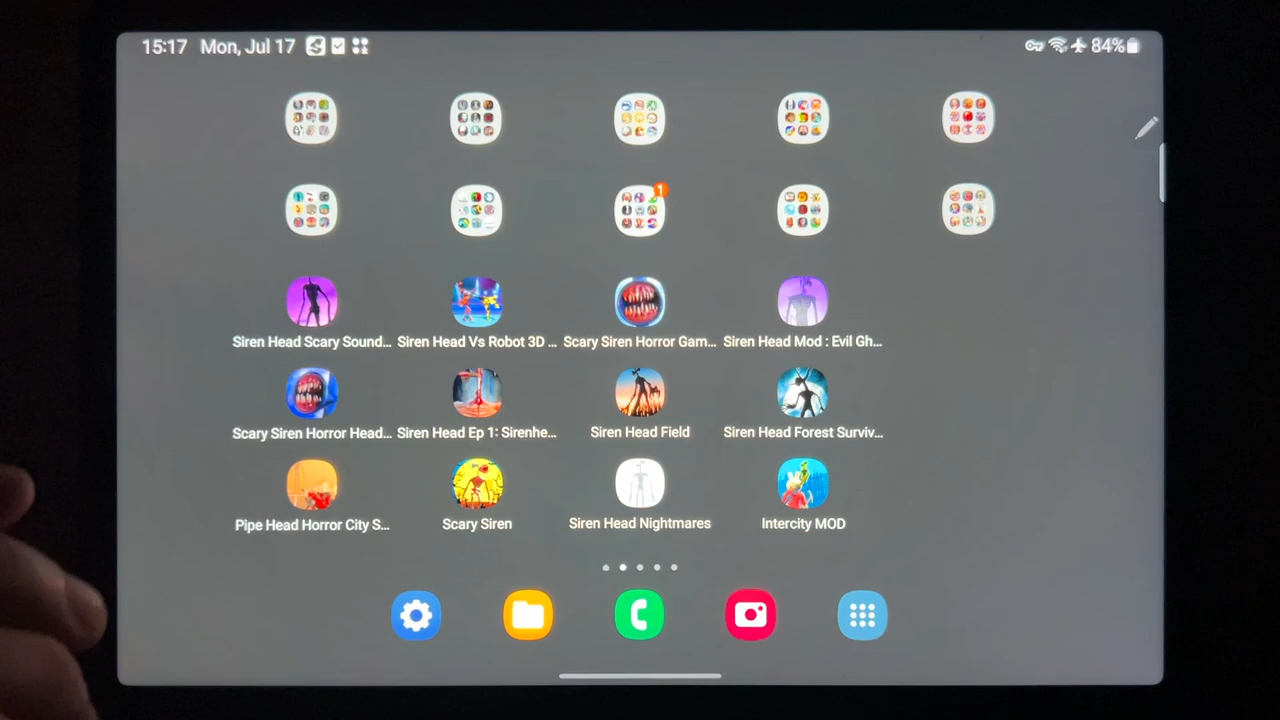 15:17 Mon, Jul 17 84%
1
Siren Head Scary Sound... Siren Head Vs Robot 3D ... Scary Siren Horror Gam... Siren Head Mod : Evil Gh...
Scary Siren Horror Head... Siren Head Ep 1: Sirenhe... Siren Head Field Siren Head Forest Surviv...
Pipe Head Horror City S... Scary Siren Siren Head Nightmares Intercity MOD